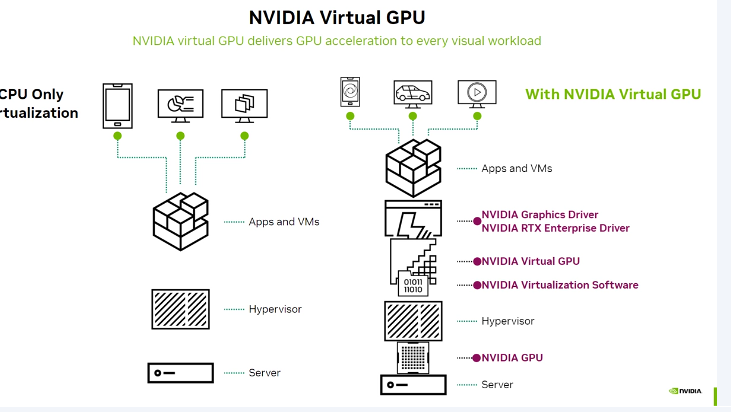 NVIDIA Virtual GPU
NVIDIA virtual GPU delivers GPU acceleration to every visual workload
CPU Only
rtualization
Apps and VMs
Hypervisor
Server
With NVIDIA Virtual GPU
Apps and VMs
NVIDIA Graphics Driver
NVIDIA RTX Enterprise Driver
NVIDIA Virtual GPU
01011
11010
NVIDIA Virtualization Software
Hypervisor
NVIDIA GPU
Server
NVIDIA